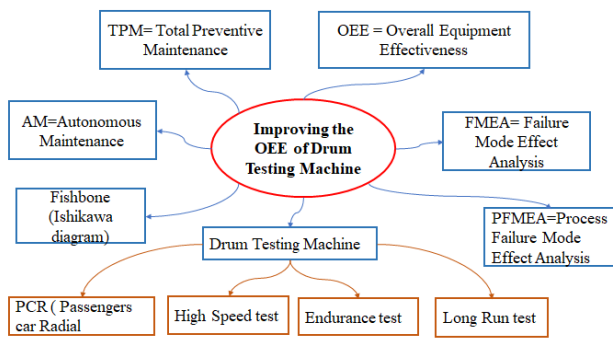 TPM= Total Preventive
Maintenance
OEE = Overall Equipment
Effectiveness
AM=Autonomous
Maintenance
Improving the
OEE of Drum
Testing Machine
FMEA= Failure
Mode Effect
Analysis
Fishbone
(Ishikawa
diagram)
PFMEA=Process
Failure Mode
Effect Analysis
Drum Testing Machine
PCR ( Passengers
car Radial
High Speed test
Endurance test
Long Run test